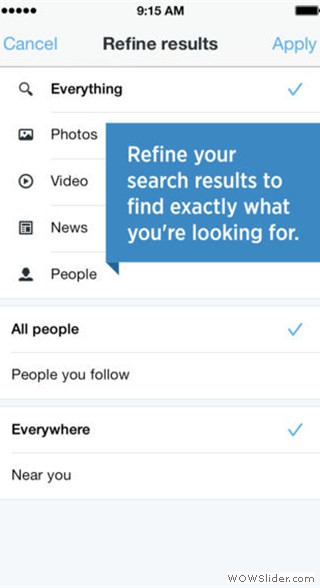 9:15 AM
Cancel Refine results Apply
Everything
Photos
Video
News
People
Refine your
search results to
find exactly what
you're looking for.
All people
People you follow
Everywhere
Near you
WOWSlider.com